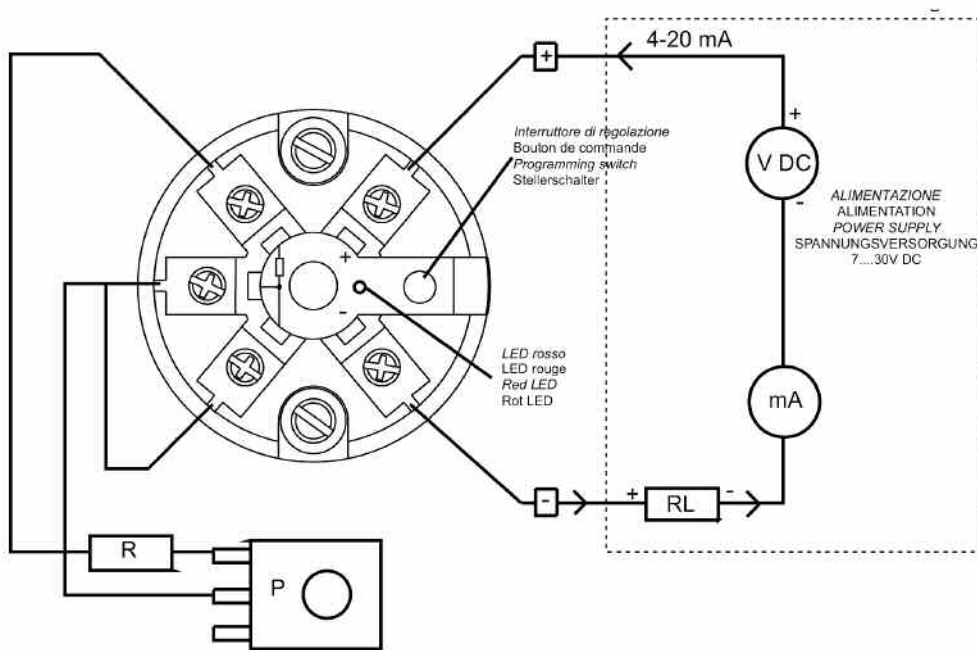 4-20 mA
+
+
V DC
-
Interruttore di regolazione
Bouton de commande
Programming switch
Stellerschalter
ALIMENTAZIONE
ALIMENTATION
POWER SUPPLY
SPANNUNGSVERSORGUNG
7....30V DC
+
-
LED rosso
LED rouge
Red LED
Rot LED
mA
-
+
RL
-
R
P